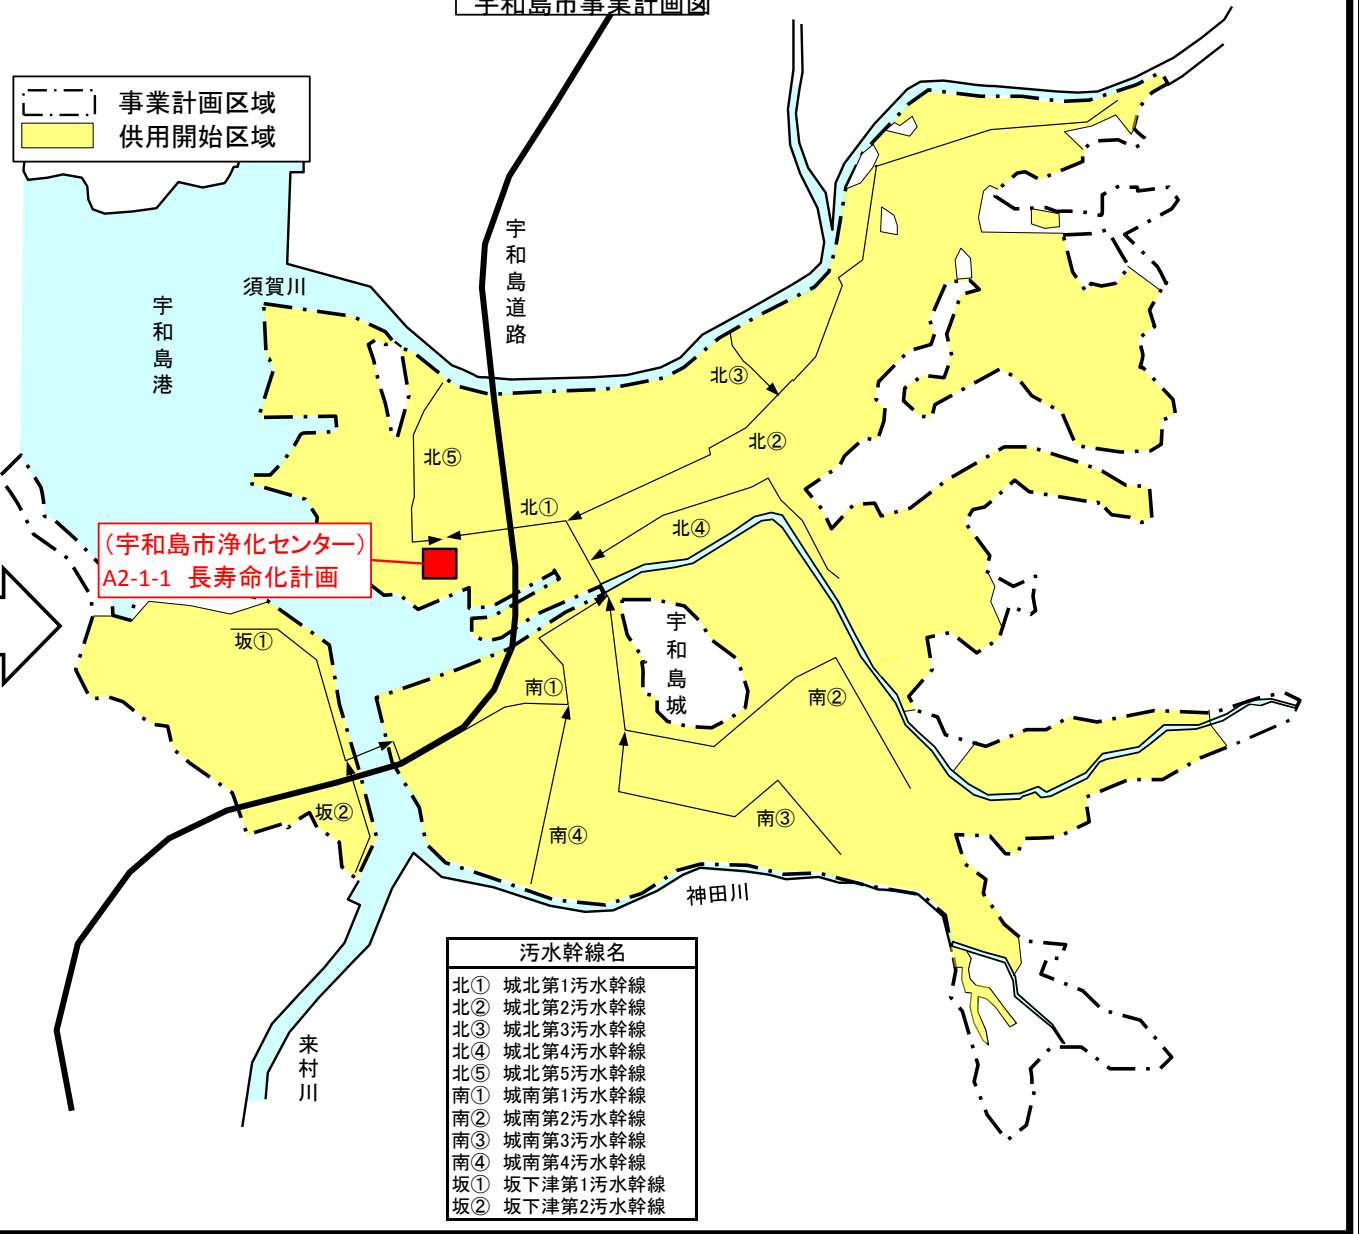 宇和島市事業計画図
事業計画区域
供用開始区域
宇和島道路
須賀川
宇和島港
北③
北②
北⑤
北①
北④
(宇和島市浄化センター)
A2-1-1 長寿命化計画
宇和島城
坂①
南①
南②
坂②
南④
南③
神田川
来村川
汚水幹線名
北① 城北第1汚水幹線
北② 城北第2汚水幹線
北③ 城北第3汚水幹線
北④ 城北第4汚水幹線
北⑤ 城北第5汚水幹線
南① 城南第1汚水幹線
南② 城南第2汚水幹線
南③ 城南第3汚水幹線
南④ 城南第4汚水幹線
坂① 坂下津第1汚水幹線
坂② 坂下津第2汚水幹線